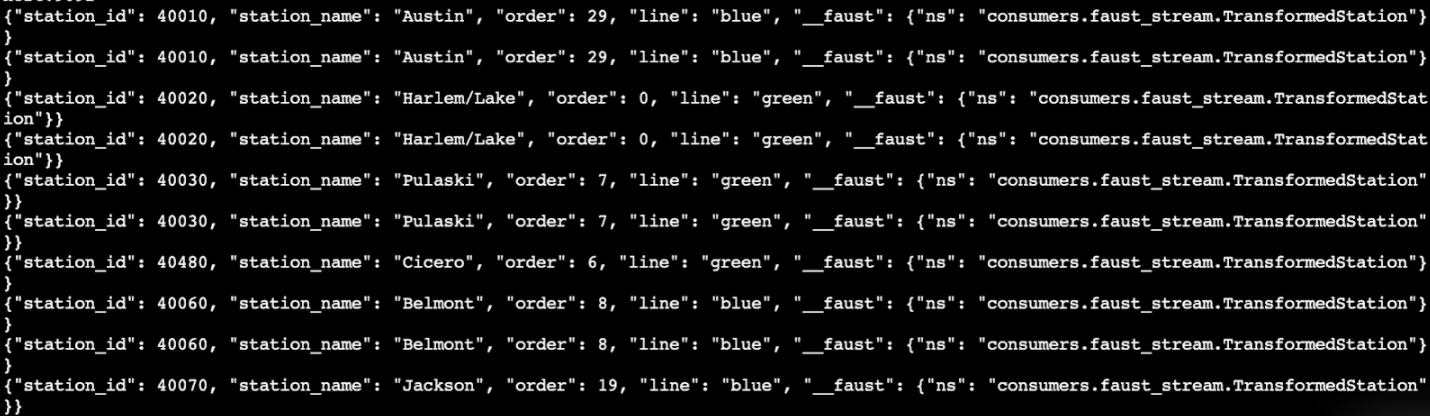 {"station_id": 40010, "station_name": "Austin", "order": 29, "line": "blue", "__faust": {"ns": "consumers.faust_stream.TransformedStation"}
}
{"station_id": 40010, "station_name": "Austin", "order": 29, "line": "blue", "__faust": {"ns": "consumers.faust_stream.TransformedStation"}
}
{"station_id": 40020, "station_name": "Harlem/Lake", "order": 0, "line": "green", "__faust": {"ns": "consumers.faust_stream.TransformedStat
ion"}}
{"station_id": 40020, "station_name": "Harlem/Lake", "order": 0, "line": "green", "__faust": {"ns": "consumers.faust_stream.TransformedStat
ion"}}
{"station_id": 40030, "station_name": "Pulaski", "order": 7, "line": "green", "__faust": {"ns": "consumers.faust_stream.TransformedStation"
}}
{"station_id": 40030, "station_name": "Pulaski", "order": 7, "line": "green", "__faust": {"ns": "consumers.faust_stream.TransformedStation"
}}
{"station_id": 40480, "station_name": "Cicero", "order": 6, "line": "green", "__faust": {"ns": "consumers.faust_stream.TransformedStation"}
}
{"station_id": 40060, "station_name": "Belmont", "order": 8, "line": "blue", "__faust": {"ns": "consumers.faust_stream.TransformedStation"}
}
{"station_id": 40060, "station_name": "Belmont", "order": 8, "line": "blue", "__faust": {"ns": "consumers.faust_stream.TransformedStation"}
}
{"station_id": 40070, "station_name": "Jackson", "order": 19, "line": "blue", "__faust": {"ns": "consumers.faust_stream.TransformedStation"
}}